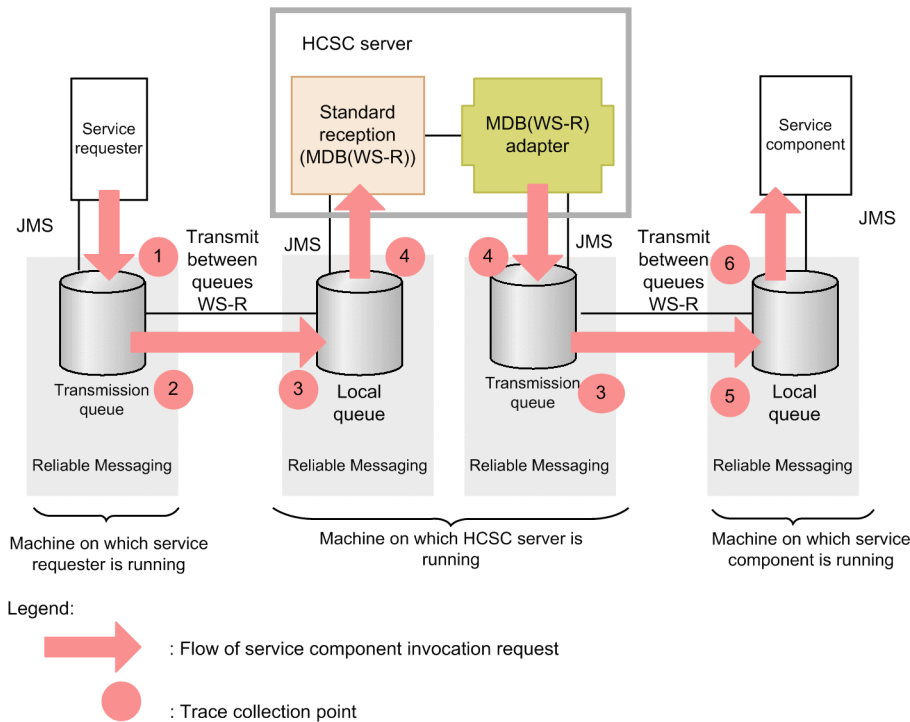 HCSC server
Service
requester
Standard
reception
(MDB(WS-R))
MDB(WS-R)
adapter
Service
component
JMS
Transmit
between
queues
WS-R
JMS
JMS
Transmit
between
queues
WS-R
JMS
1
4
4
6
2
3
3
5
Transmission
queue
Local
queue
Transmission
queue
Local
queue
Reliable Messaging
Reliable Messaging
Reliable Messaging
Reliable Messaging
Machine on which service
requester is running
Machine on which HCSC server is
running
Machine on which service
component is running
Legend:
: Flow of service component invocation request
: Trace collection point